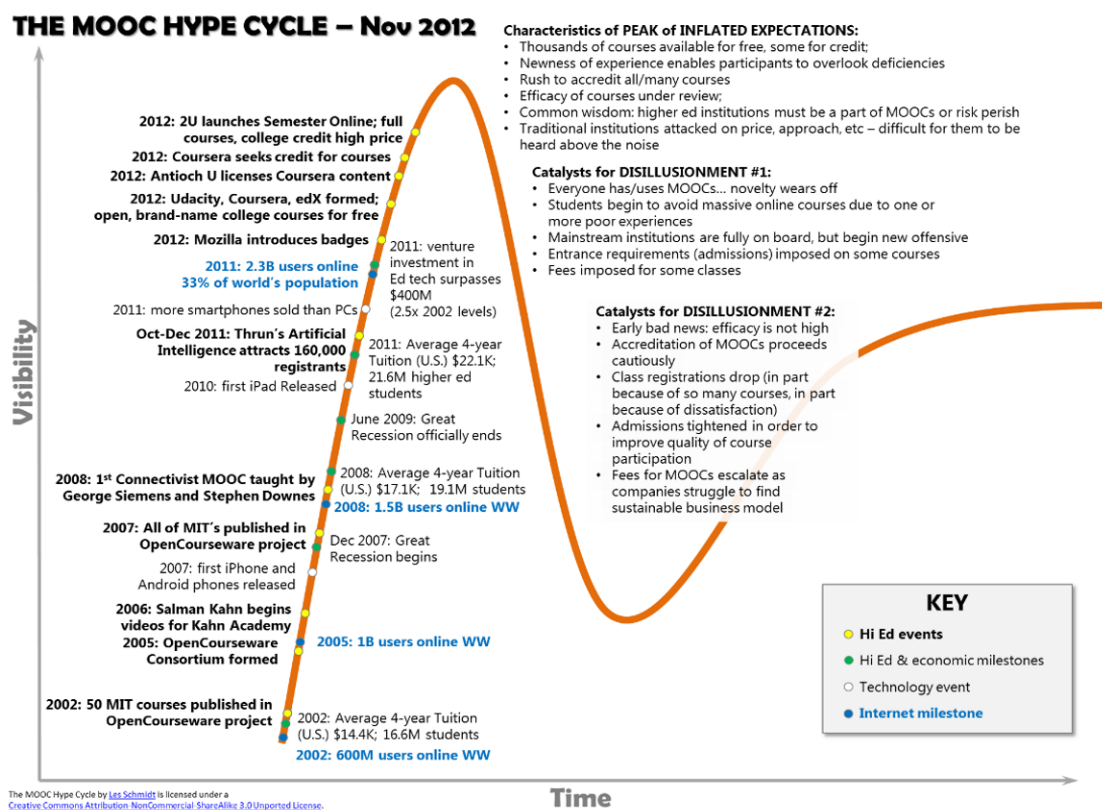 THE MOOC HYPE CYCLE – Nov 2012
Characteristics of PEAK of INFLATED EXPECTATIONS:
• Thousands of courses available for free, some for credit;
• Newness of experience enables participants to overlook deficiencies
• Rush to accredit all/many courses
• Efficacy of courses under review;
• Common wisdom: higher ed institutions must be a part of MOOCs or risk perish
• Traditional institutions attacked on price, approach, etc – difficult for them to be
heard above the noise
Catalysts for DISILLUSIONMENT #1:
• Everyone has/uses MOOCs... novelty wears off
• Students begin to avoid massive online courses due to one or
more poor experiences
• Mainstream institutions are fully on board, but begin new offensive
• Entrance requirements (admissions) imposed on some courses
• Fees imposed for some classes
Catalysts for DISILLUSIONMENT #2:
• Early bad news: efficacy is not high
• Accreditation of MOOCs proceeds
cautiously
• Class registrations drop (in part
because of so many courses, in part
because of dissatisfaction)
• Admissions tightened in order to
improve quality of course
participation
• Fees for MOOCs escalate as
companies struggle to find
sustainable business model
2012: 2U launches Semester Online; full
courses, college credit high price
2012: Coursera seeks credit for courses
2012: Antioch U licenses Coursera content
2012: Udacity, Coursera, edX formed;
open, brand-name college courses for free
2012: Mozilla introduces badges
2011: 2.3B users online
33% of world's population
2011: venture
investment in
Ed tech surpasses
$400M
(2.5x 2002 levels)
2011: more smartphones sold than PCs
Oct-Dec 2011: Thrun's Artificial
Intelligence attracts 160,000
registrants
2011: Average 4-year
Tuition (U.S.) $22.1K;
21.6M higher ed
students
2010: first iPad Released
June 2009: Great
Recession officially ends
2008: 1st Connectivist MOOC taught by
George Siemens and Stephen Downes
2008: Average 4-year Tuition
(U.S.) $17.1K; 19.1M students
2008: 1.5B users online WW
2007: All of MIT's published in
OpenCourseware project
Dec 2007: Great
Recession begins
2007: first iPhone and
Android phones released
2006: Salman Kahn begins
videos for Kahn Academy
2005: OpenCourseware
Consortium formed
2005: 1B users online WW
2002: 50 MIT courses published in
OpenCourseware project
2002: Average 4-year Tuition
(U.S.) $14.4K; 16.6M students
2002: 600M users online WW
Visibility
Time
KEY
Hi Ed events
Hi Ed & economic milestones
Technology event
Internet milestone
The MOOC Hype Cycle by Les Schmidt is licensed under a
Creative Commons Attribution-NonCommercial-ShareAlike 3.0 Unported License.